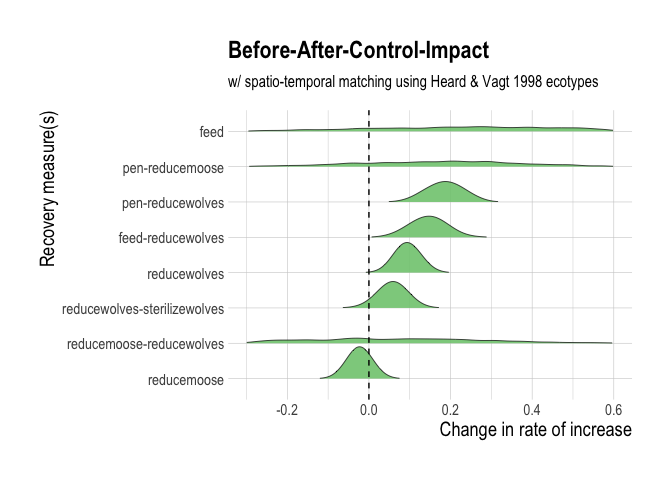 Before-After-Control-Impact
w/ spatio-temporal matching using Heard & Vagt 1998 ecotypes
Recovery measure(s)
feed
pen-reducemoose
pen-reducewolves
feed-reducewolves
reducewolves
reducewolves-sterilizewolves
reducemoose-reducewolves
reducemoose
-0.2 0.0 0.2 0.4 0.6
Change in rate of increase